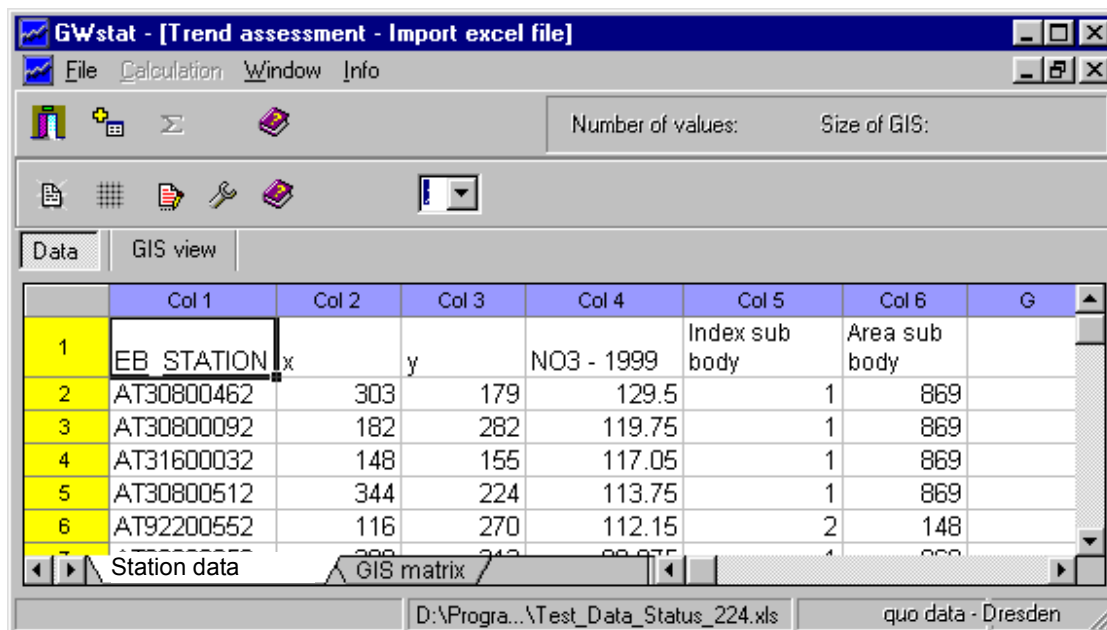 GWstat - [Trend assessment - Import excel file]
File Calculation Window Info
Number of values: Size of GIS:
Data GIS view
Col 1 Col 2 Col 3 Col 4 Col 5 Col 6 G
1 EB_STATION x y NO3 - 1999 Index sub body Area sub body
2 AT30800462 303 179 129.5 1 869
3 AT30800092 182 282 119.75 1 869
4 AT31600032 148 155 117.05 1 869
5 AT30800512 344 224 113.75 1 869
6 AT92200552 116 270 112.15 2 148
Station data GIS matrix
D:\Progra...\Test_Data_Status_224.xls quo data - Dresden